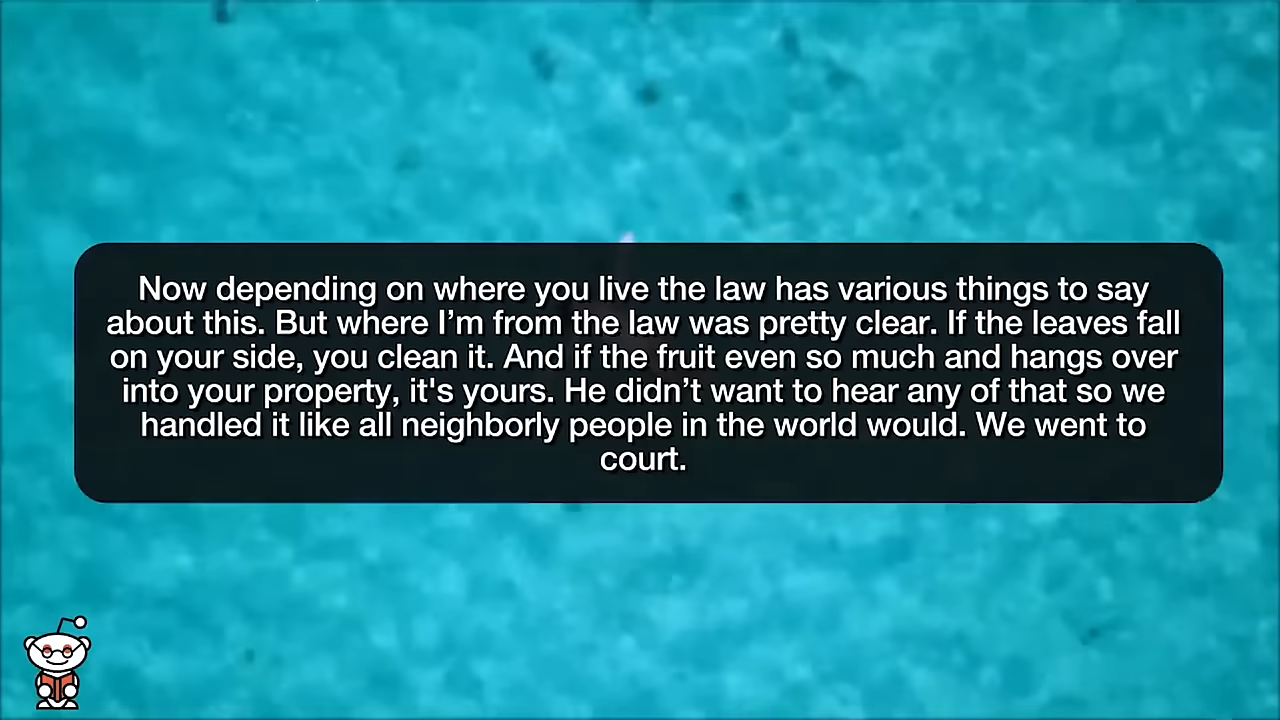 Now depending on where you live the law has various things to say
about this. But where I’m from the law was pretty clear. If the leaves fall
on your side, you clean it. And if the fruit even so much and hangs over
into your property, it's yours. He didn’t want to hear any of that so we
handled it like all neighborly people in the world would. We went to
court.